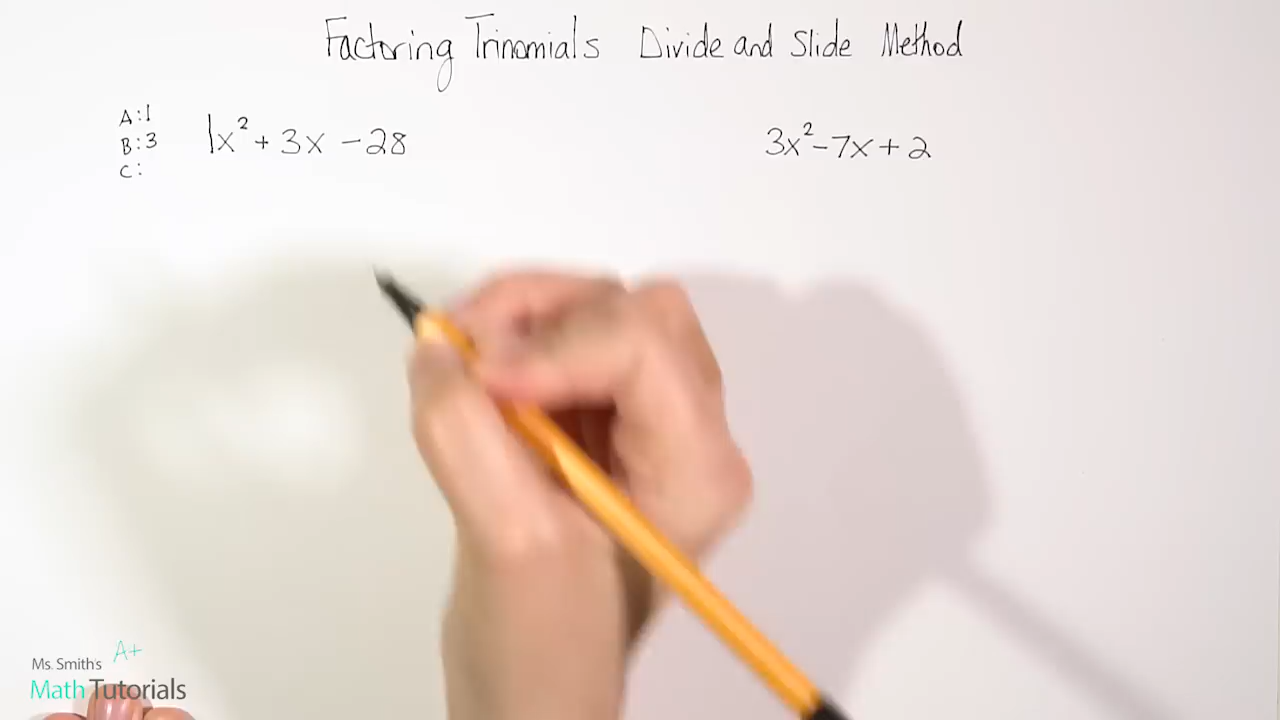 Factoring Trinomials Divide and Slide Method
A:1
B:3
C:
1x² + 3x - 28
3x² - 7x + 2
A+
Ms. Smith's
Math Tutorials